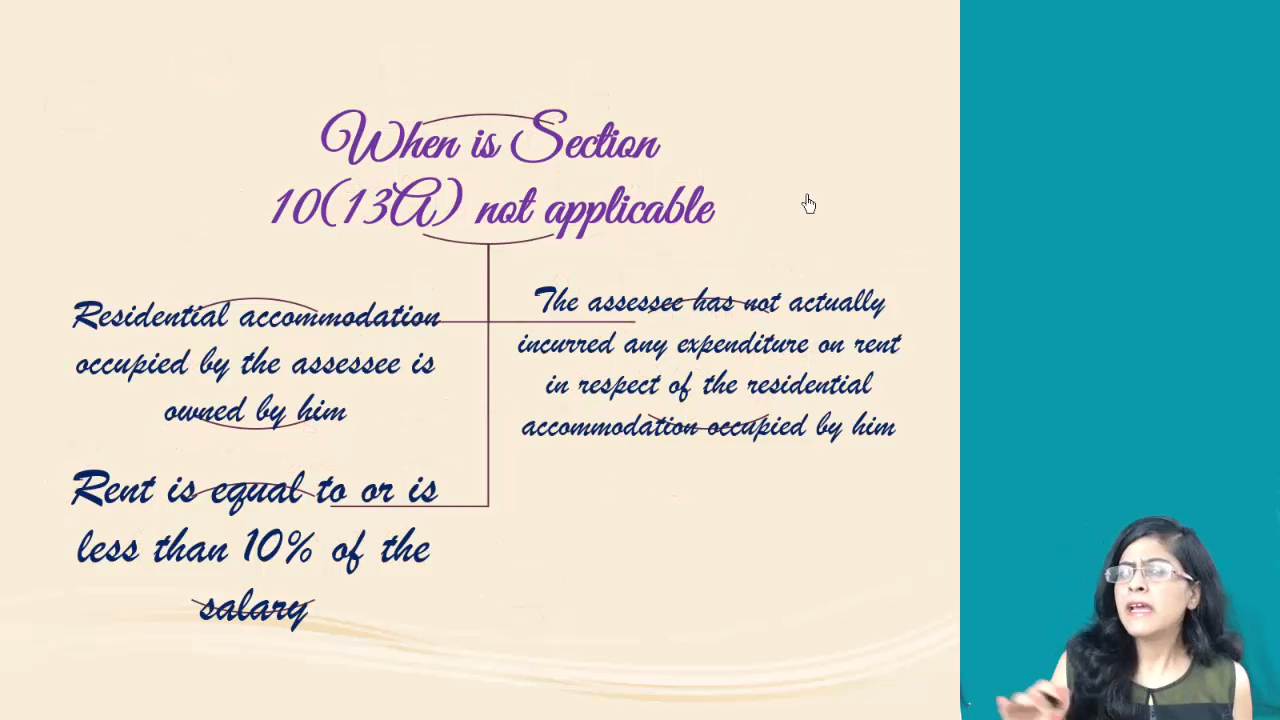 When is Section
10(13A) not applicable
Residential accommodation
occupied by the assessee is
owned by him
The assessee has not actually
incurred any expenditure on rent
in respect of the residential
accommodation occupied by him
Rent is equal to or is
less than 10% of the
salary